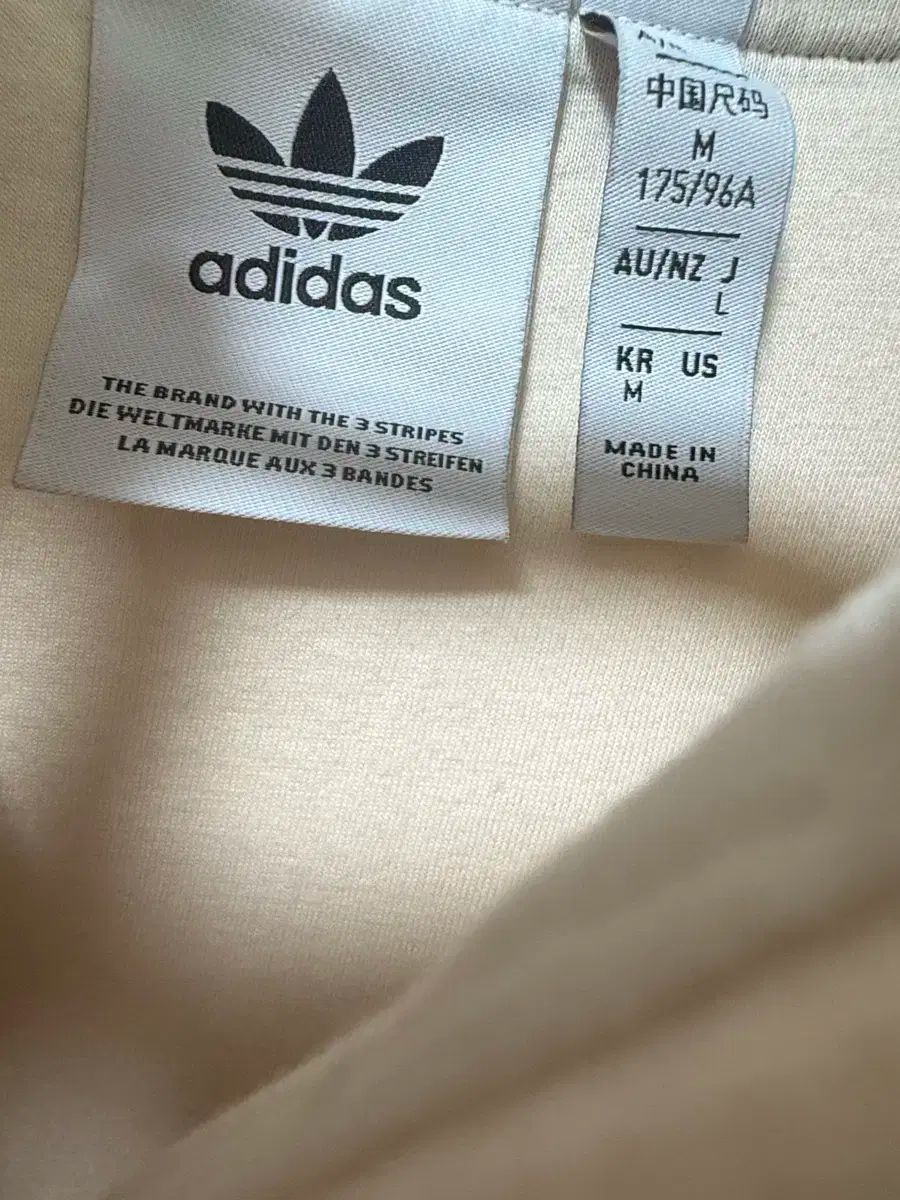 adidas
THE BRAND WITH THE 3 STRIPES
DIE WELTMARKE MIT DEN 3 STREIFEN
LA MARQUE AUX 3 BANDES
中国尺码
M
175/96A
AU/NZ J
L
KR US
M
MADE IN
CHINA